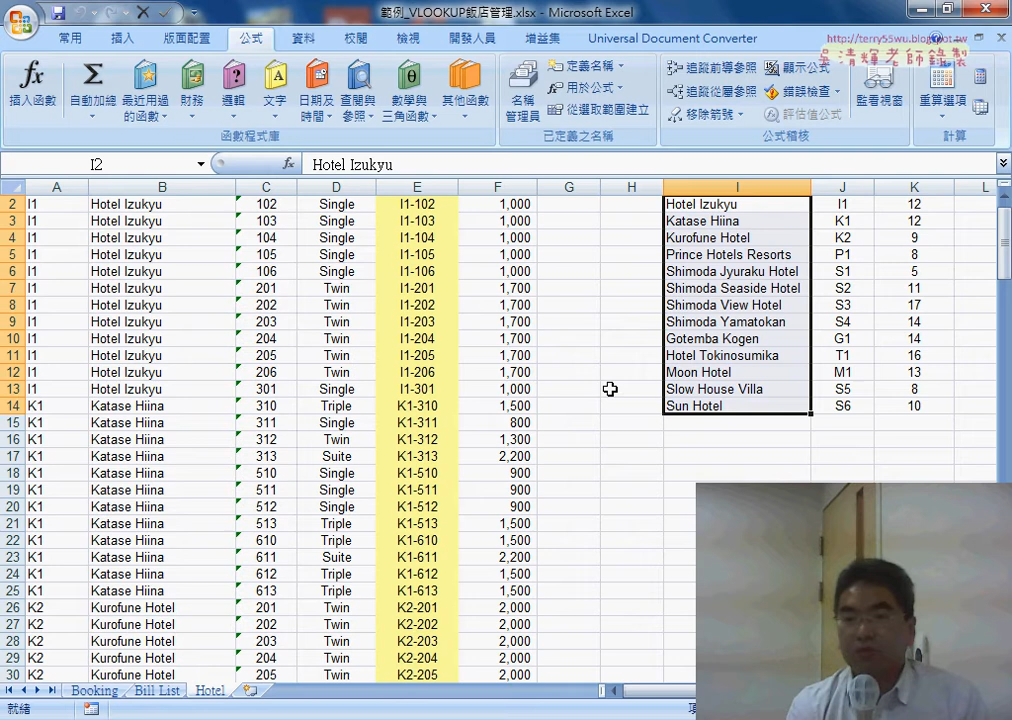 範例_VLOOKUP飯店管理.xlsx - Microsoft Excel
常用 插入 版面配置 公式 資料 校閱 檢視 開發人員 增益集 Universal Document Converter
http://terry55wu.blogspot.tw
吳清輝老師錄製
插入函數 自動加總 最近用過的函數 財務 邏輯 文字 日期及時間 查閱與參照 數學與三角函數 其他函數
函數程式庫
名稱管理員 定義名稱 用於公式 從選取範圍建立
已定義之名稱
追蹤前導參照 顯示公式
追蹤從屬參照 錯誤檢查
移除箭號 評估值公式
監看視窗
公式稽核
重算選項
計算
I2 fx Hotel Izukyu
A B C D E F G H I J K L
2 I1 Hotel Izukyu 102 Single I1-102 1,000 Hotel Izukyu I1 12
3 I1 Hotel Izukyu 103 Single I1-103 1,000 Katase Hiina K1 12
4 I1 Hotel Izukyu 104 Single I1-104 1,000 Kurofune Hotel K2 9
5 I1 Hotel Izukyu 105 Single I1-105 1,000 Prince Hotels Resorts P1 8
6 I1 Hotel Izukyu 106 Single I1-106 1,000 Shimoda Jyuraku Hotel S1 5
7 I1 Hotel Izukyu 201 Twin I1-201 1,700 Shimoda Seaside Hotel S2 11
8 I1 Hotel Izukyu 202 Twin I1-202 1,700 Shimoda View Hotel S3 17
9 I1 Hotel Izukyu 203 Twin I1-203 1,700 Shimoda Yamatokan S4 14
10 I1 Hotel Izukyu 204 Twin I1-204 1,700 Gotemba Kogen G1 14
11 I1 Hotel Izukyu 205 Twin I1-205 1,700 Hotel Tokinosumika T1 16
12 I1 Hotel Izukyu 206 Twin I1-206 1,700 Moon Hotel M1 13
13 I1 Hotel Izukyu 301 Single I1-301 1,000 Slow House Villa S5 8
14 K1 Katase Hiina 310 Triple K1-310 1,500 Sun Hotel S6 10
15 K1 Katase Hiina 311 Single K1-311 800
16 K1 Katase Hiina 312 Twin K1-312 1,300
17 K1 Katase Hiina 313 Suite K1-313 2,200
18 K1 Katase Hiina 510 Single K1-510 900
19 K1 Katase Hiina 511 Single K1-511 900
20 K1 Katase Hiina 512 Single K1-512 900
21 K1 Katase Hiina 513 Triple K1-513 1,500
22 K1 Katase Hiina 610 Triple K1-610 1,500
23 K1 Katase Hiina 611 Suite K1-611 2,200
24 K1 Katase Hiina 612 Triple K1-612 1,500
25 K1 Katase Hiina 613 Triple K1-613 1,500
26 K2 Kurofune Hotel 201 Twin K2-201 2,000
27 K2 Kurofune Hotel 202 Twin K2-202 2,000
28 K2 Kurofune Hotel 203 Twin K2-203 2,000
29 K2 Kurofune Hotel 204 Twin K2-204 2,000
30 K2 Kurofune Hotel 205 Twin K2-205 2,000
Booking Bill List Hotel
就緒